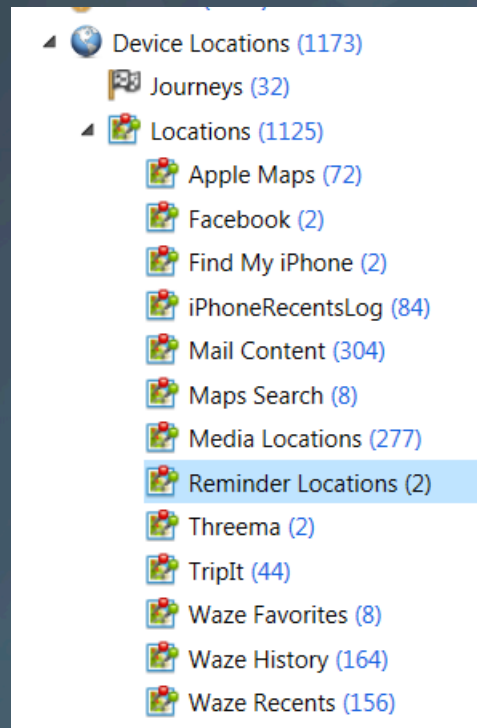 Device Locations (1173)
Journeys (32)
Locations (1125)
Apple Maps (72)
Facebook (2)
Find My iPhone (2)
iPhoneRecentsLog (84)
Mail Content (304)
Maps Search (8)
Media Locations (277)
Reminder Locations (2)
Threema (2)
TripIt (44)
Waze Favorites (8)
Waze History (164)
Waze Recents (156)